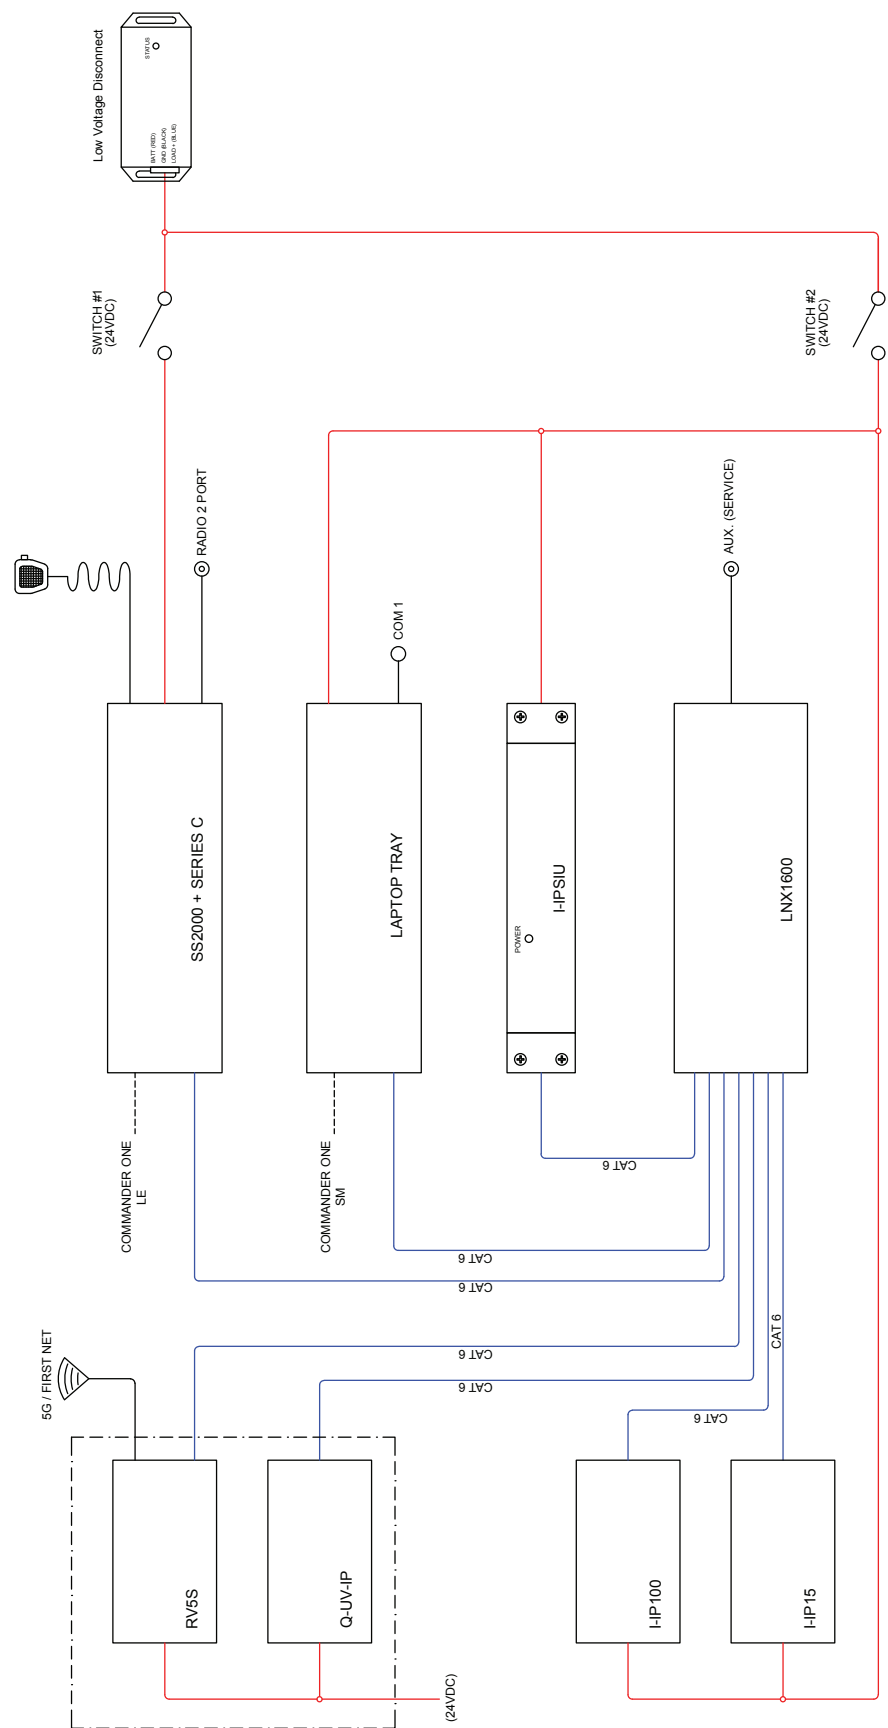 Low Voltage Disconnect
STATUS
BATT (RED)
GND (BLACK)
LOAD+ (BLUE)
SWITCH #1
(24VDC)
SWITCH #2
(24VDC)
RADIO 2 PORT
AUX. (SERVICE)
COM 1
SS2000 + SERIES C
LAPTOP TRAY
POWER
I-IPSIU
LNX1600
COMMANDER ONE
LE
COMMANDER ONE
SM
CAT 6
CAT 6
CAT 6
CAT 6
CAT 6
CAT 6
CAT 6
5G / FIRST NET
RV5S
Q-UV-IP
I-IP100
I-IP15
(24VDC)